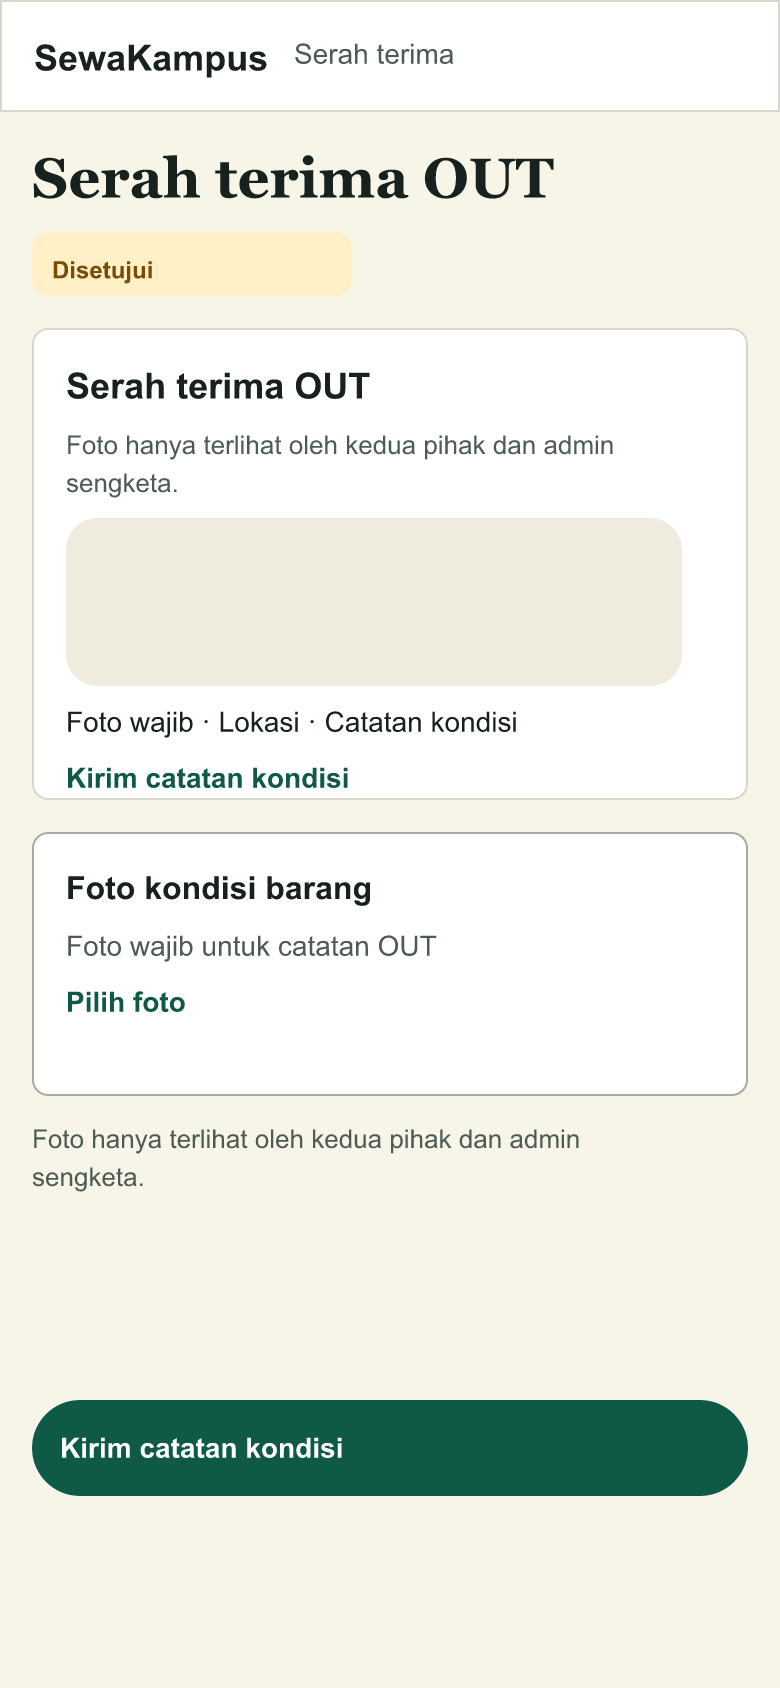 SewaKampus Serah terima
Serah terima OUT
Disetujui
Serah terima OUT
Foto hanya terlihat oleh kedua pihak dan admin
sengketa.
Foto wajib · Lokasi · Catatan kondisi
Kirim catatan kondisi
Foto kondisi barang
Foto wajib untuk catatan OUT
Pilih foto
Foto hanya terlihat oleh kedua pihak dan admin
sengketa.
Kirim catatan kondisi